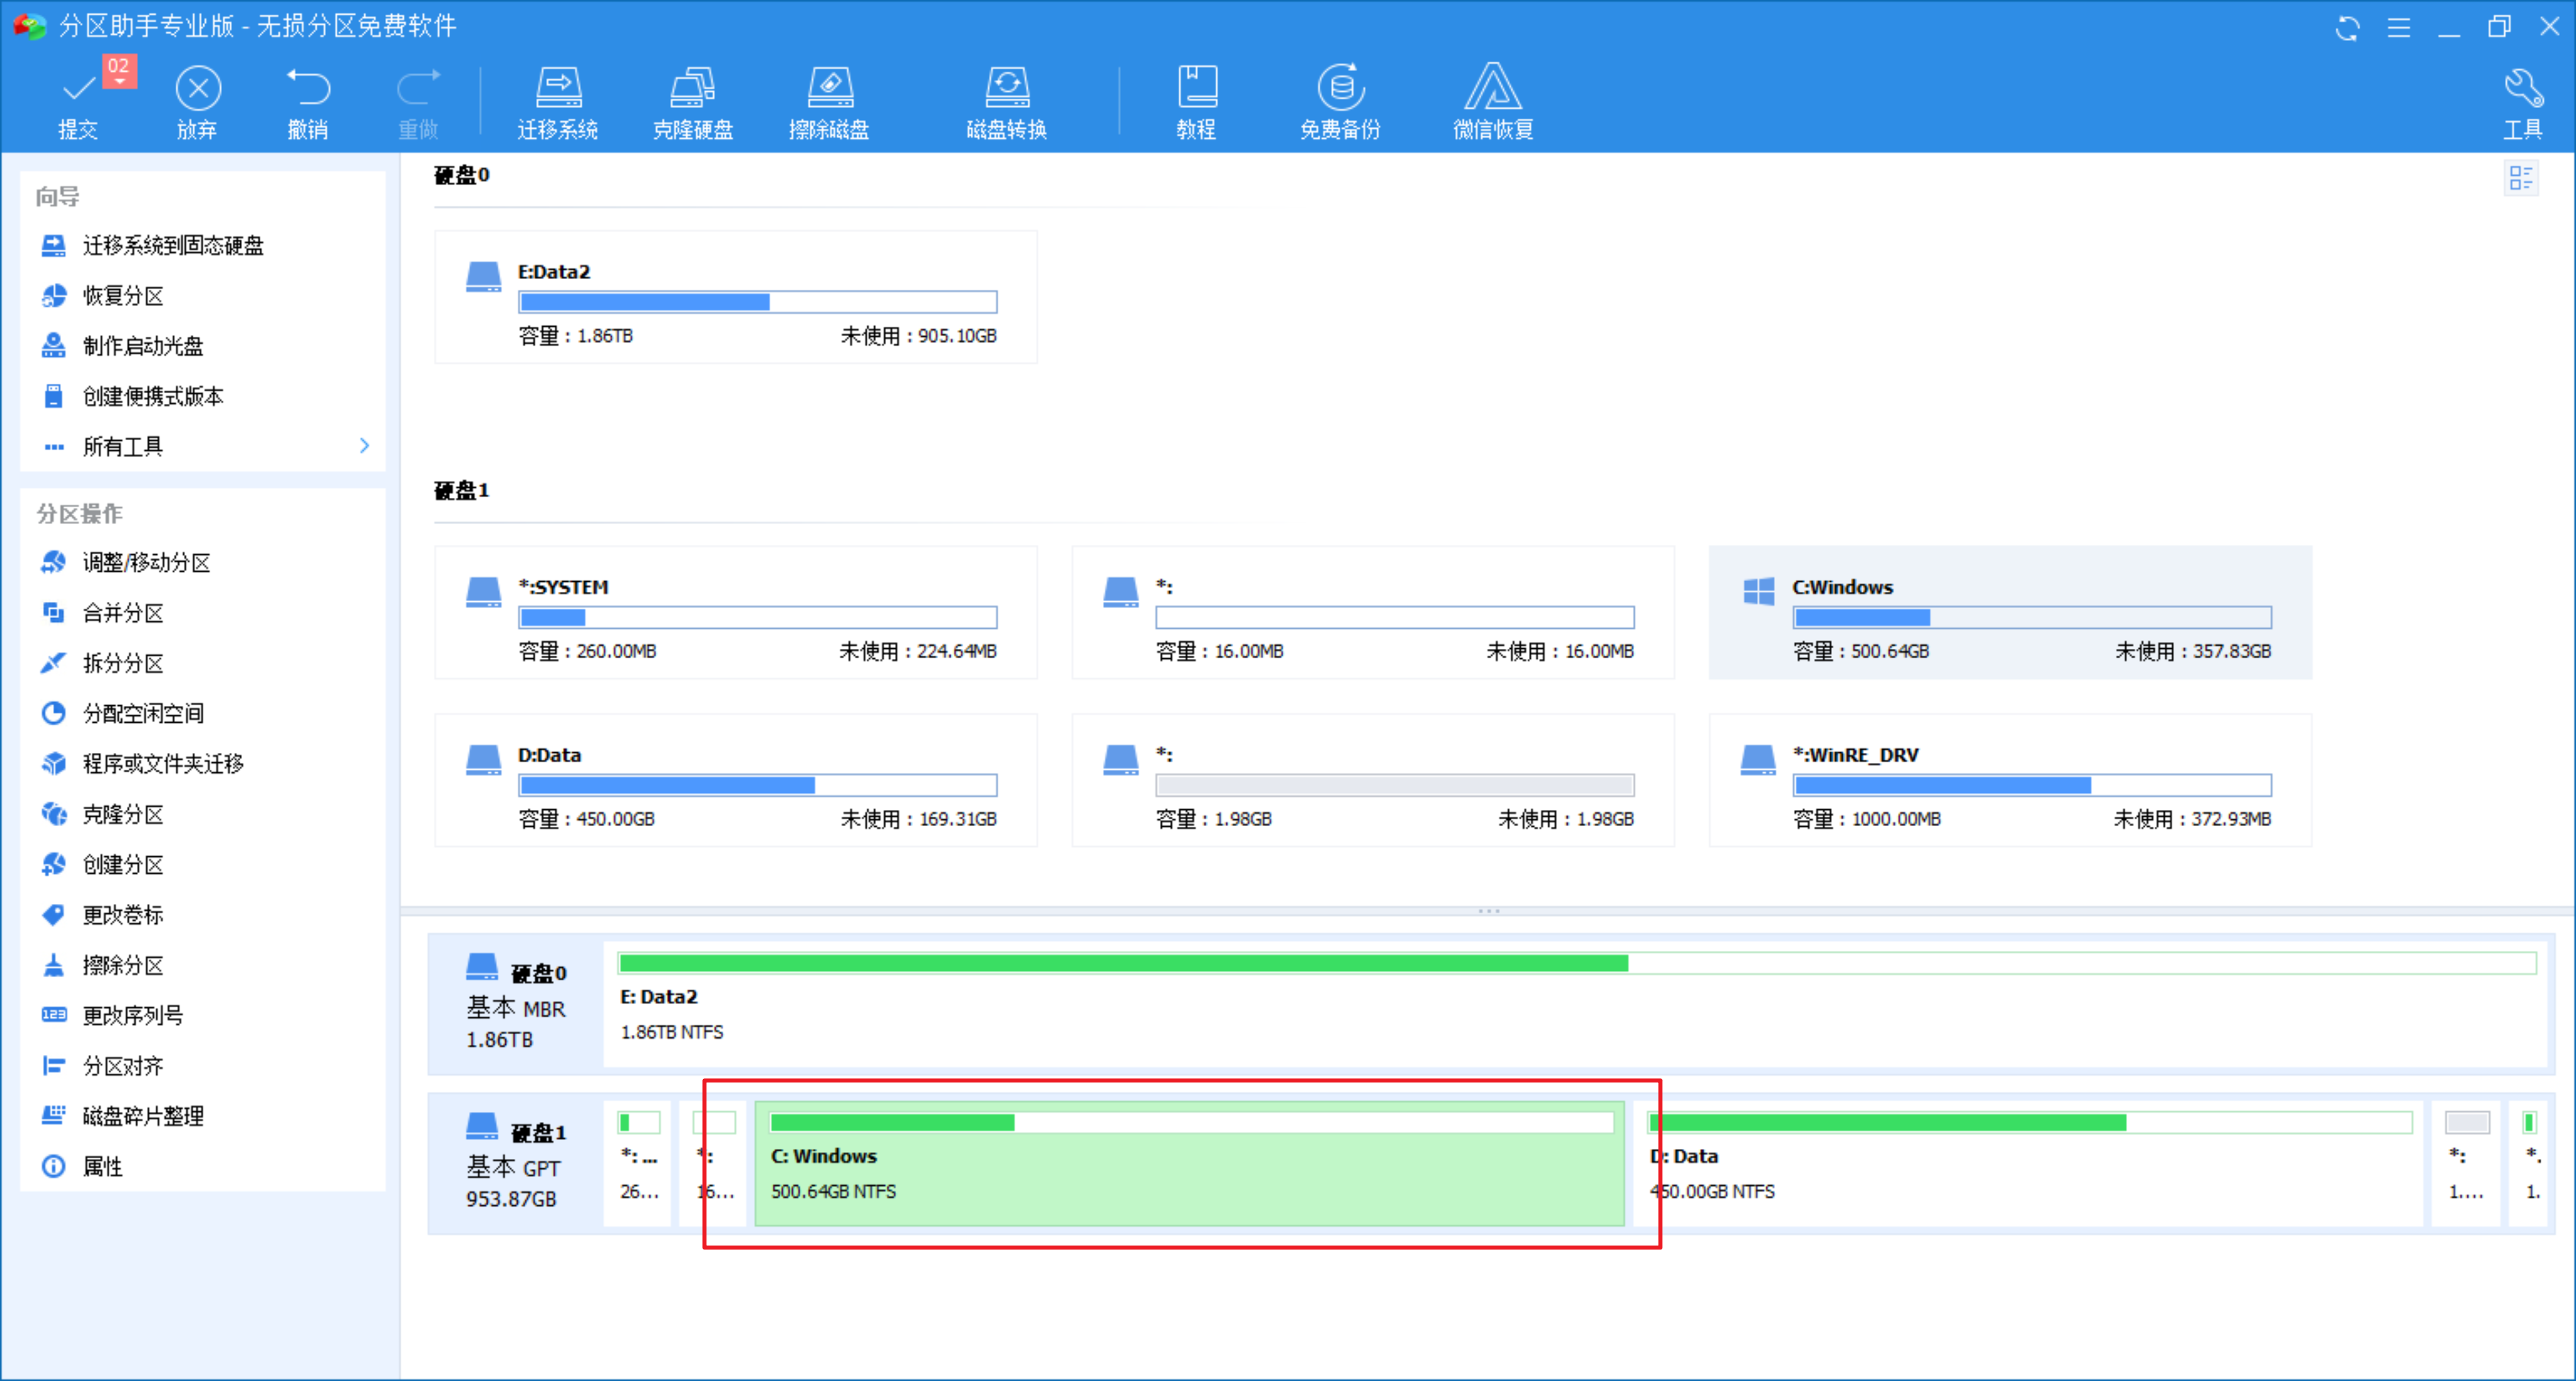 分区助手专业版 - 无损分区免费软件
02
提交
放弃
撤销
重做
迁移系统
克隆硬盘
擦除磁盘
磁盘转换
教程
免费备份
微信恢复
工具
向导
迁移系统到固态硬盘
恢复分区
制作启动光盘
创建便携式版本
所有工具
分区操作
调整/移动分区
合并分区
拆分分区
分配空闲空间
程序或文件夹迁移
克隆分区
创建分区
更改卷标
擦除分区
123 更改序列号
分区对齐
磁盘碎片整理
属性
硬盘0
E:Data2
容量：1.86TB 未使用：905.10GB
硬盘1
*:SYSTEM
容量：260.00MB 未使用：224.64MB
*:
容量：16.00MB 未使用：16.00MB
C:Windows
容量：500.64GB 未使用：357.83GB
D:Data
容量：450.00GB 未使用：169.31GB
*:
容量：1.98GB 未使用：1.98GB
*:WinRE_DRV
容量：1000.00MB 未使用：372.93MB
硬盘0
基本 MBR
1.86TB
E: Data2
1.86TB NTFS
硬盘1
基本 GPT
953.87GB
*: ...
26...
*:
16...
C: Windows
500.64GB NTFS
D: Data
450.00GB NTFS
*:
1....
*.
1.